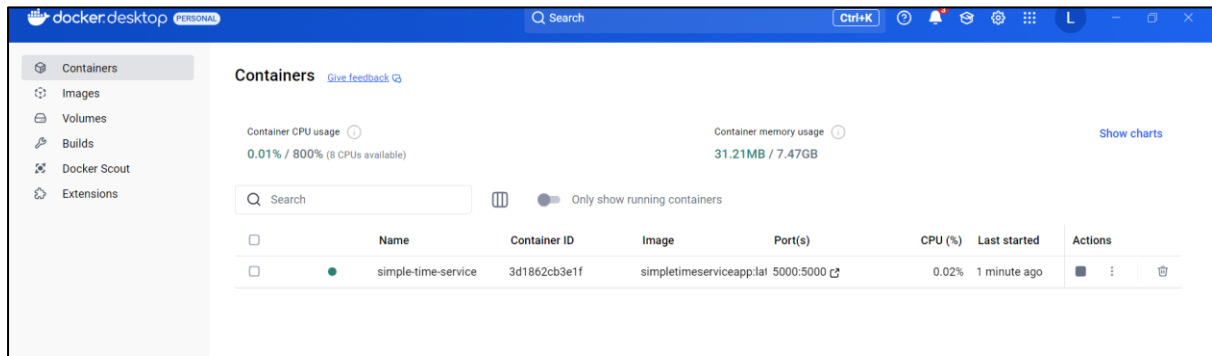 docker.desktop PERSONAL Search Ctrl+K 3 L
Containers
Images
Volumes
Builds
Docker Scout
Extensions
Containers Give feedback
Container CPU usage
0.01% / 800% (8 CPUs available)
Container memory usage
31.21MB / 7.47GB
Show charts
Search
Only show running containers
Name Container ID Image Port(s) CPU (%) Last started Actions
simple-time-service 3d1862cb3e1f simpletimeserviceapp:lat 5000:5000 0.02% 1 minute ago